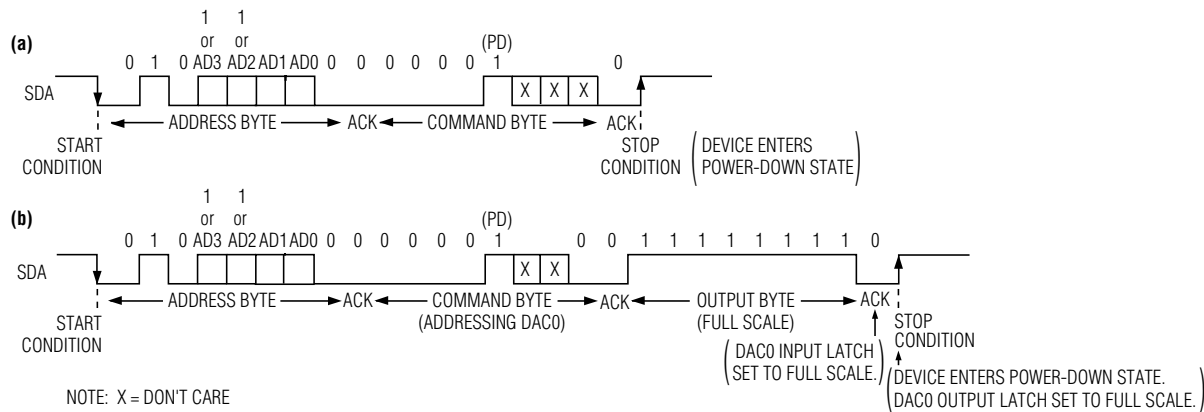 (a)
1 1
or or
0 1 0 AD3 AD2 AD1 AD0 0 0 0 0 0 0 1 0
(PD)
SDA
X X X
ADDRESS BYTE ACK COMMAND BYTE ACK
START CONDITION
STOP CONDITION
(DEVICE ENTERS
POWER-DOWN STATE)
(b)
1 1
or or
(PD)
0 1 0 AD3 AD2 AD1 AD0 0 0 0 0 0 0 1 0 0 1 1 1 1 1 1 1 1 0
SDA
X X
ADDRESS BYTE ACK COMMAND BYTE ACK OUTPUT BYTE ACK
(ADDRESSING DAC0) (FULL SCALE)
START CONDITION
STOP CONDITION
(DAC0 INPUT LATCH
SET TO FULL SCALE.)
(DEVICE ENTERS POWER-DOWN STATE.
DAC0 OUTPUT LATCH SET TO FULL SCALE.)
NOTE: X = DON'T CARE